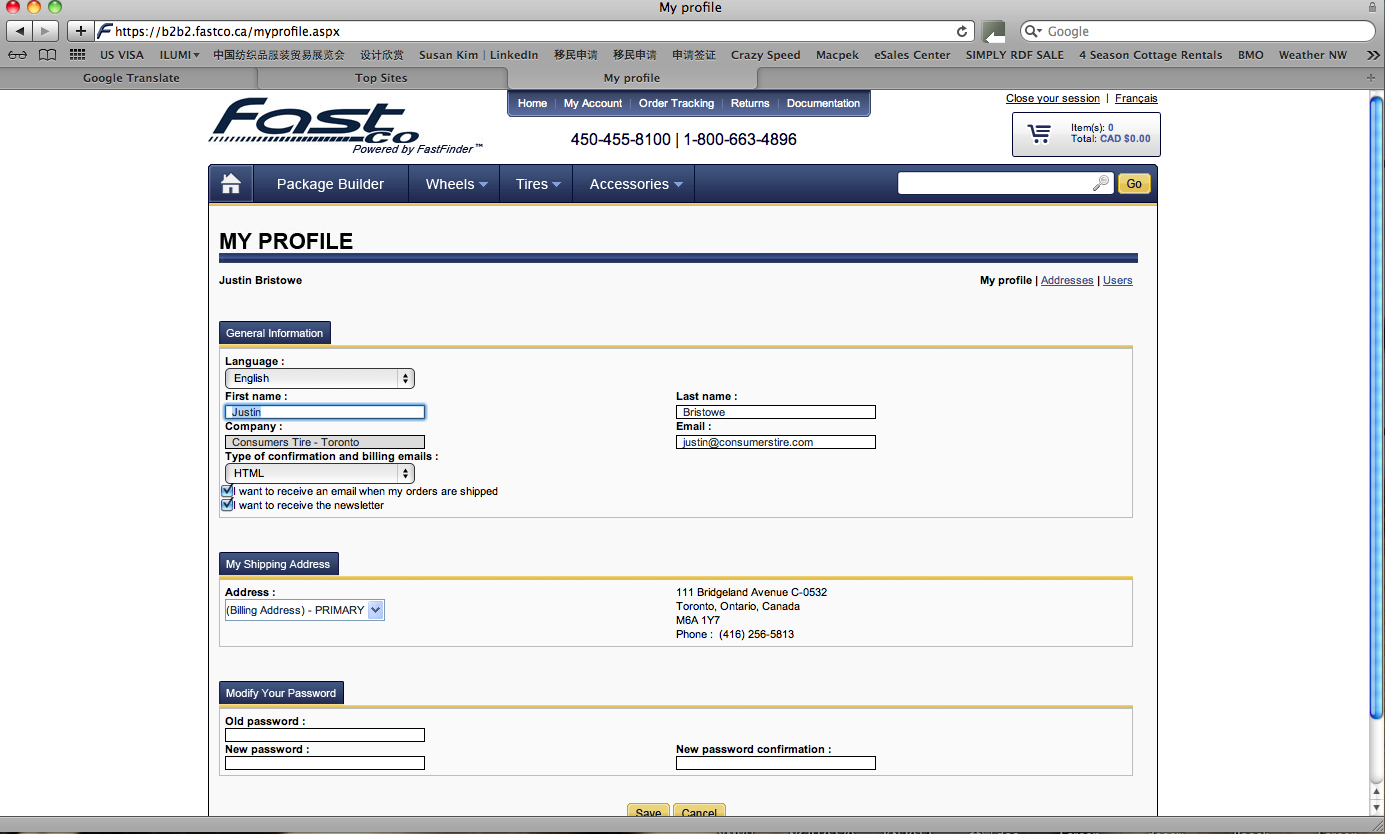 My profile
https://b2b2.fastco.ca/myprofile.aspx
Google
US VISA ILUMI 中国纺织品服装贸易展览会 设计欣赏 Susan Kim | LinkedIn 移民申请 移民申请 申请签证 Crazy Speed Macpek eSales Center SIMPLY RDF SALE 4 Season Cottage Rentals BMO Weather NW
Google Translate Top Sites My profile
Home My Account Order Tracking Returns Documentation
Close your session | Français
Fast co
Powered by FastFinder™
450-455-8100 | 1-800-663-4896
Item(s): 0
Total: CAD $0.00
Package Builder Wheels Tires Accessories Go
MY PROFILE
Justin Bristowe My profile | Addresses | Users
General Information
Language :
English
First name : Last name :
Justin Bristowe
Company : Email :
Consumers Tire - Toronto justin@consumerstire.com
Type of confirmation and billing emails :
HTML
I want to receive an email when my orders are shipped
I want to receive the newsletter
My Shipping Address
Address : 111 Bridgeland Avenue C-0532
(Billing Address) - PRIMARY Toronto, Ontario, Canada
M6A 1Y7
Phone : (416) 256-5813
Modify Your Password
Old password :
New password : New password confirmation :
Save Cancel